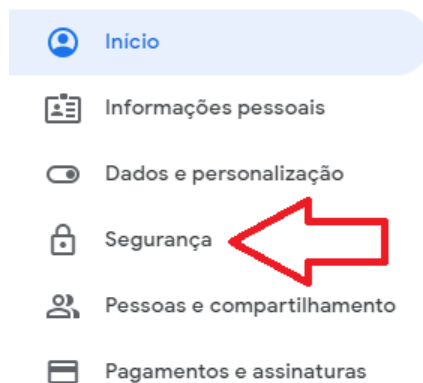 Início
Informações pessoais
Dados e personalização
Segurança
Pessoas e compartilhamento
Pagamentos e assinaturas